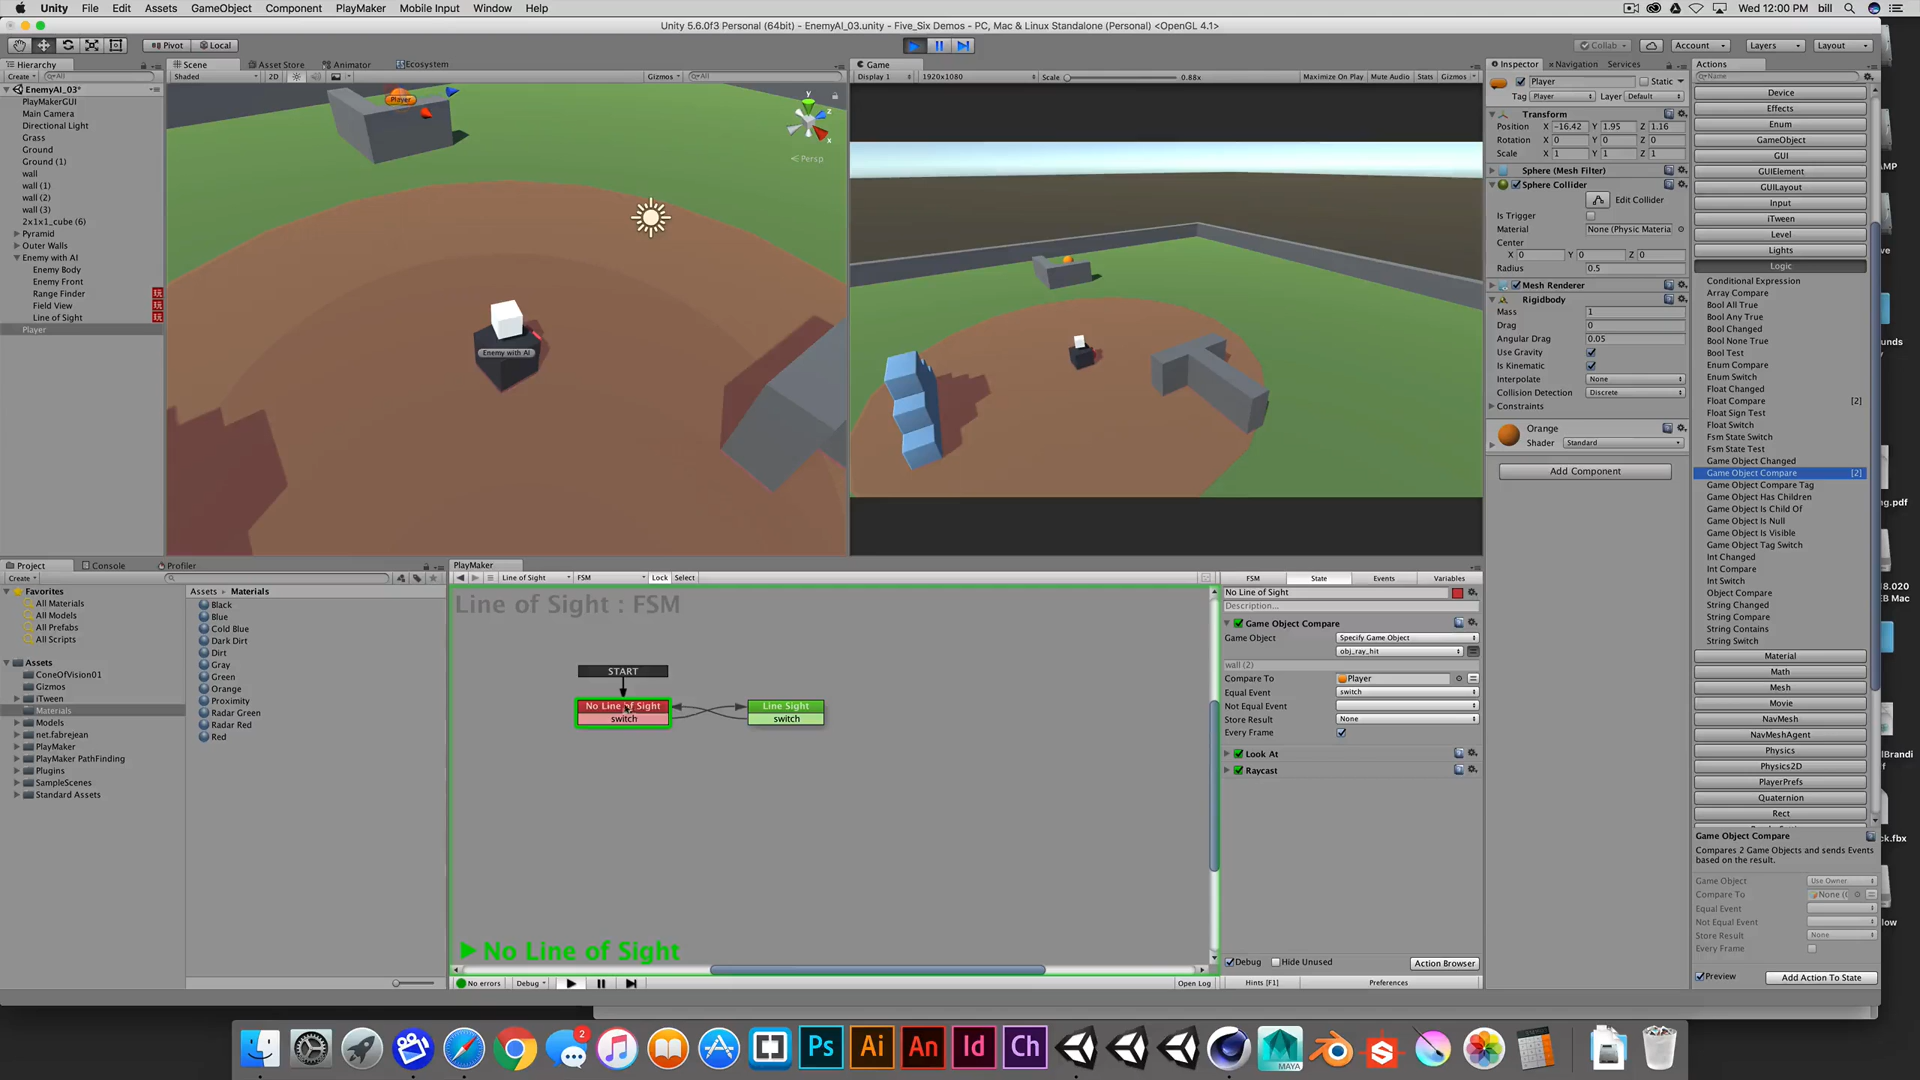 Unity File Edit Assets GameObject Component PlayMaker Mobile Input Window Help
Wed 12:00 PM bill
Unity 5.6.0f3 Personal (64bit) - EnemyAI_03.unity - Five_Six Demos - PC, Mac & Linux Standalone (Personal) <OpenGL 4.1>
Pivot Local
Collab Account Layers Layout
Hierarchy
Create All
EnemyAI_03*
PlayMakerGUI
Main Camera
Directional Light
Grass
Ground
Ground (1)
wall
wall (1)
wall (2)
wall (3)
2x1x1_cube (6)
Pyramid
Outer Walls
Enemy with AI
Enemy Body
Enemy Front
Range Finder
Field View
Line of Sight
Player
Scene Asset Store Animator Ecosystem
Shaded 2D Gizmos All
Player
y
z
x
Persp
Enemy with AI
Game
Display 1 1920x1080 Scale 0.88x Maximize On Play Mute Audio Stats Gizmos
Inspector Navigation Services
Player Static
Tag Player Layer Default
Transform
Position X -16.42 Y 1.95 Z 1.16
Rotation X 0 Y 0 Z 0
Scale X 1 Y 1 Z 1
Sphere (Mesh Filter)
Sphere Collider
Edit Collider
Is Trigger
Material None (Physic Materia
Center
X 0 Y 0 Z 0
Radius 0.5
Mesh Renderer
Rigidbody
Mass 1
Drag 0
Angular Drag 0.05
Use Gravity
Is Kinematic
Interpolate None
Collision Detection Discrete
Constraints
Orange
Shader Standard
Add Component
Actions
Name
Device
Effects
Enum
GameObject
GUI
GUIElement
GUILayout
Input
iTween
Level
Lights
Logic
Conditional Expression
Array Compare
Bool All True
Bool Any True
Bool Changed
Bool None True
Bool Test
Enum Compare
Enum Switch
Float Changed
Float Compare [2]
Float Sign Test
Float Switch
Fsm State Switch
Fsm State Test
Game Object Changed
Game Object Compare [2]
Game Object Compare Tag
Game Object Has Children
Game Object Is Child Of
Game Object Is Null
Game Object Is Visible
Game Object Tag Switch
Int Changed
Int Compare
Int Switch
Object Compare
String Changed
String Compare
String Contains
String Switch
Material
Math
Mesh
Movie
NavMesh
NavMeshAgent
Physics
Physics2D
PlayerPrefs
Quaternion
Rect
Game Object Compare
Compares 2 Game Objects and sends Events
based on the result.
Game Object Use Owner
Compare To
Equal Event
Not Equal Event
Store Result None
Every Frame
Preview Add Action To State
Project Console Profiler
Create
Favorites
All Materials
All Models
All Prefabs
All Scripts
Assets
ConeOfVision01
Gizmos
iTween
Materials
Models
net.fabrejean
PlayMaker
PlayMaker PathFinding
Plugins
SampleScenes
Standard Assets
Assets Materials
Black
Blue
Cold Blue
Dark Dirt
Dirt
Gray
Green
Orange
Proximity
Radar Green
Radar Red
Red
PlayMaker
Line of Sight FSM Lock Select
Line of Sight : FSM
START
No Line of Sight
switch
Line Sight
switch
No Line of Sight
No errors Debug Open Log
FSM State Events Variables
No Line of Sight
Description...
Game Object Compare
Game Object Specify Game Object
obj_ray_hit
wall (2)
Compare To Player
Equal Event switch
Not Equal Event
Store Result None
Every Frame
Look At
Raycast
Debug Hide Unused Action Browser
Hints [F1] Preferences
2
Ps Ai An Id Ch
MAYA